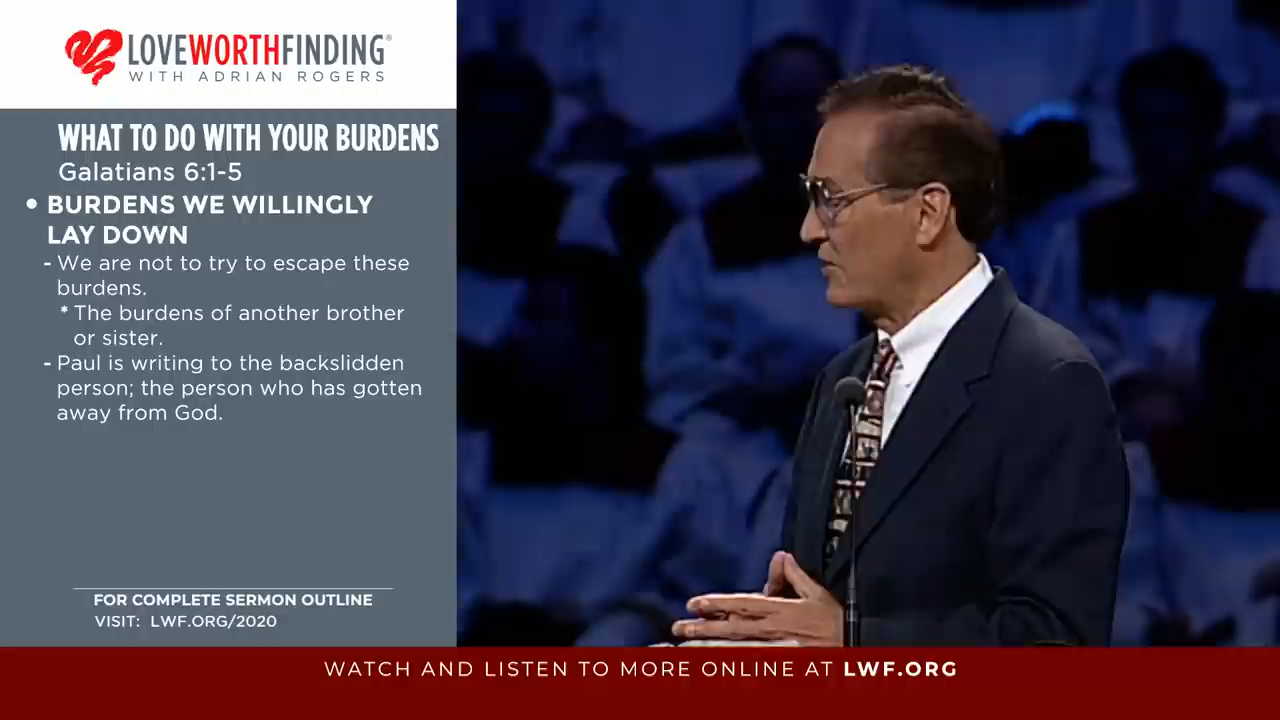 LOVEWORTHFINDING®
WITH ADRIAN ROGERS
WHAT TO DO WITH YOUR BURDENS
Galatians 6:1-5
• BURDENS WE WILLINGLY
LAY DOWN
- We are not to try to escape these
burdens.
* The burdens of another brother
or sister.
- Paul is writing to the backslidden
person; the person who has gotten
away from God.
FOR COMPLETE SERMON OUTLINE
VISIT: LWF.ORG/2020
WATCH AND LISTEN TO MORE ONLINE AT LWF.ORG